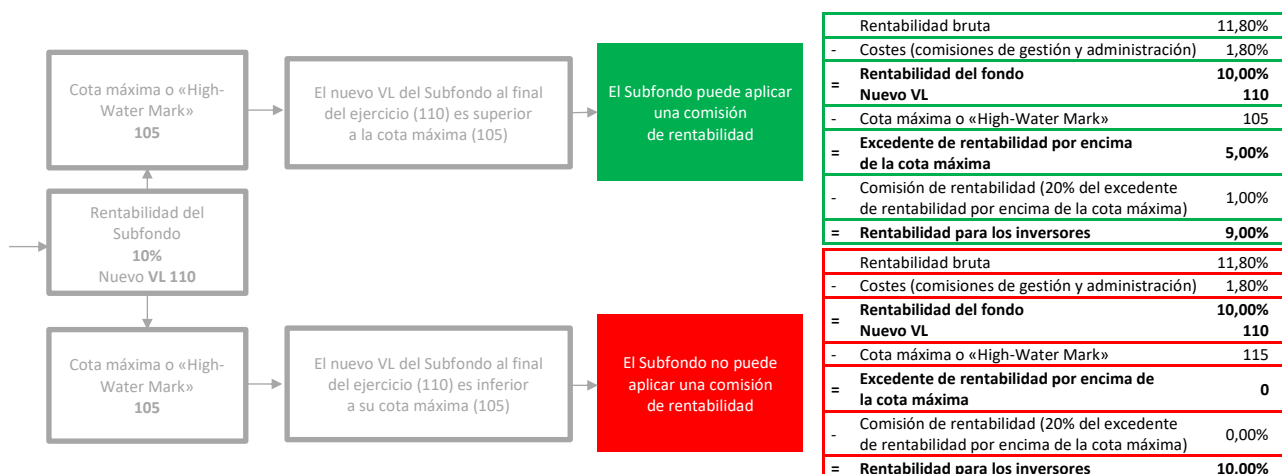 Cota máxima o «High-
Water Mark»
105
El nuevo VL del Subfondo al final
del ejercicio (110) es superior
a la cota máxima (105)
El Subfondo puede aplicar
una comisión
de rentabilidad
Rentabilidad del
Subfondo
10%
Nuevo VL 110
Cota máxima o «High-
Water Mark»
105
El nuevo VL del Subfondo al final
del ejercicio (110) es inferior
a su cota máxima (105)
El Subfondo no puede
aplicar una comisión
de rentabilidad
Rentabilidad bruta 11,80%
- Costes (comisiones de gestión y administración) 1,80%
= Rentabilidad del fondo 10,00%
Nuevo VL 110
- Cota máxima o «High-Water Mark» 105
= Excedente de rentabilidad por encima
de la cota máxima 5,00%
- Comisión de rentabilidad (20% del excedente
de rentabilidad por encima de la cota máxima) 1,00%
= Rentabilidad para los inversores 9,00%
Rentabilidad bruta 11,80%
- Costes (comisiones de gestión y administración) 1,80%
= Rentabilidad del fondo 10,00%
Nuevo VL 110
- Cota máxima o «High-Water Mark» 115
= Excedente de rentabilidad por encima de
la cota máxima 0
- Comisión de rentabilidad (20% del excedente
de rentabilidad por encima de la cota máxima) 0,00%
= Rentabilidad para los inversores 10,00%